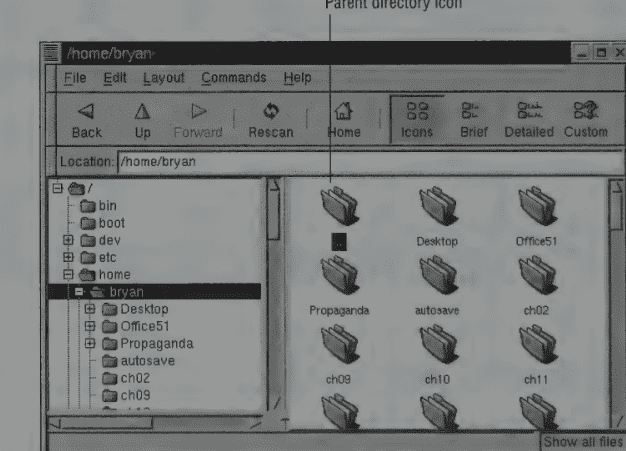 Parent directory icon
/home/bryan
File Edit Layout Commands Help
Back Up Forward Rescan Home Icons Brief Detailed Custom
Location: /home/bryan
/
bin
boot
dev
etc
home
bryan
Desktop
Office51
Propaganda
autosave
ch02
ch09
..
Desktop
Office51
Propaganda
autosave
ch02
ch09
ch10
ch11
Show all files